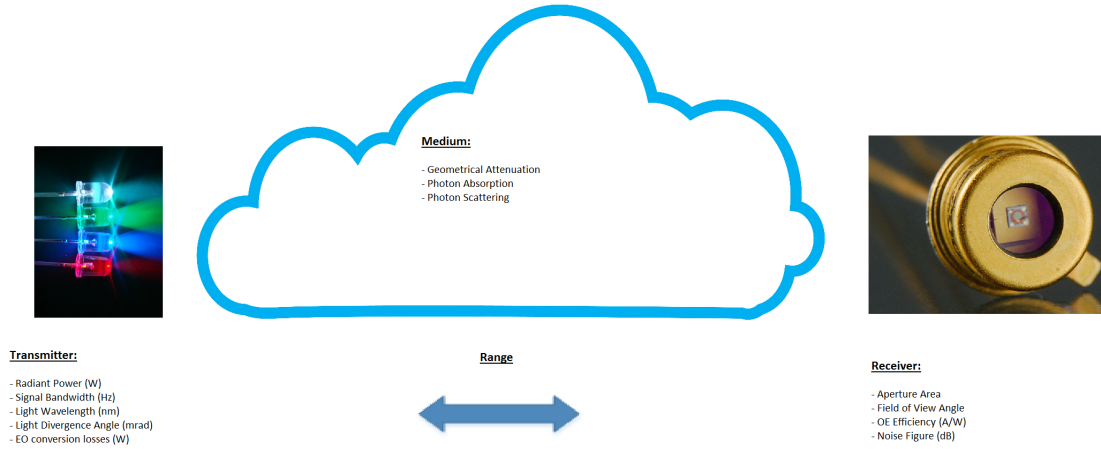 Medium:
- Geometrical Attenuation
- Photon Absorption
- Photon Scattering
Transmitter:
- Radiant Power (W)
- Signal Bandwidth (Hz)
- Light Wavelength (nm)
- Light Divergence Angle (mrad)
- EO conversion losses (W)
Range
Receiver:
- Aperture Area
- Field of View Angle
- OE Efficiency (A/W)
- Noise Figure (dB)